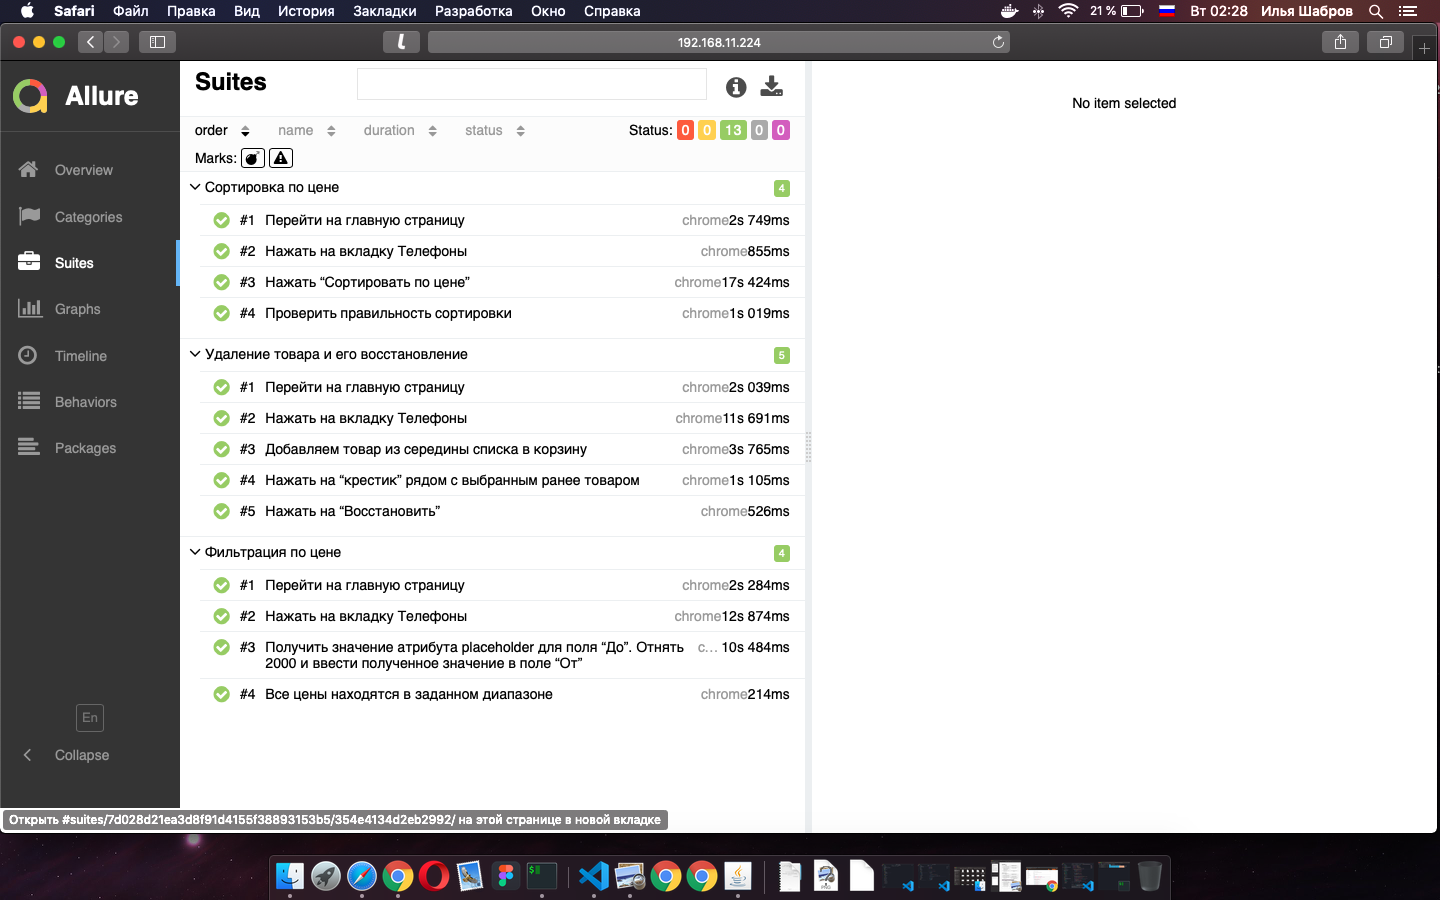 Safari Файл Правка Вид История Закладки Разработка Окно Справка 21 % Вт 02:28 Илья Шабров
192.168.11.224
Allure
Overview
Categories
Suites
Graphs
Timeline
Behaviors
Packages
En
Collapse
Suites
order name duration status Status: 0 0 13 0 0
Marks:
Сортировка по цене 4
#1 Перейти на главную страницу chrome2s 749ms
#2 Нажать на вкладку Телефоны chrome855ms
#3 Нажать “Сортировать по цене” chrome17s 424ms
#4 Проверить правильность сортировки chrome1s 019ms
Удаление товара и его восстановление 5
#1 Перейти на главную страницу chrome2s 039ms
#2 Нажать на вкладку Телефоны chrome11s 691ms
#3 Добавляем товар из середины списка в корзину chrome3s 765ms
#4 Нажать на “крестик” рядом с выбранным ранее товаром chrome1s 105ms
#5 Нажать на “Восстановить” chrome526ms
Фильтрация по цене 4
#1 Перейти на главную страницу chrome2s 284ms
#2 Нажать на вкладку Телефоны chrome12s 874ms
#3 Получить значение атрибута placeholder для поля “До”. Отнять c... 10s 484ms
2000 и ввести полученное значение в поле “От”
#4 Все цены находятся в заданном диапазоне chrome214ms
No item selected
Открыть #suites/7d028d21ea3d8f91d4155f38893153b5/354e4134d2eb2992/ на этой странице в новой вкладке